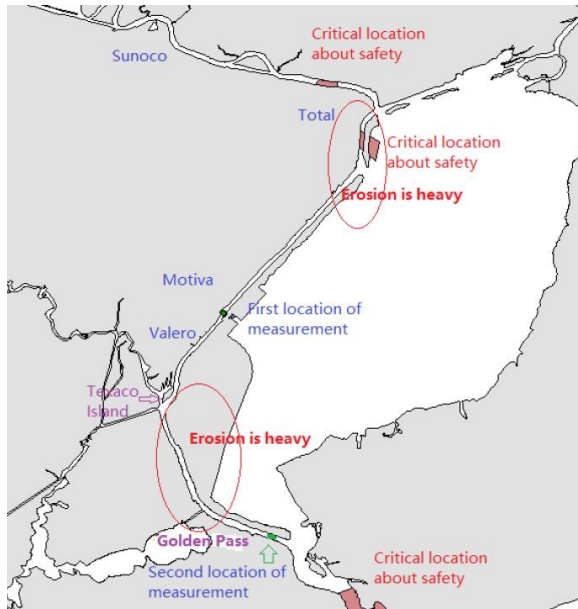 Critical location
about safety
Sunoco
Total
Critical location
about safety
Erosion is heavy
Motiva
First location of
measurement
Valero
Texaco
Island
Erosion is heavy
Golden Pass
Second location of
measurement
Critical location
about safety